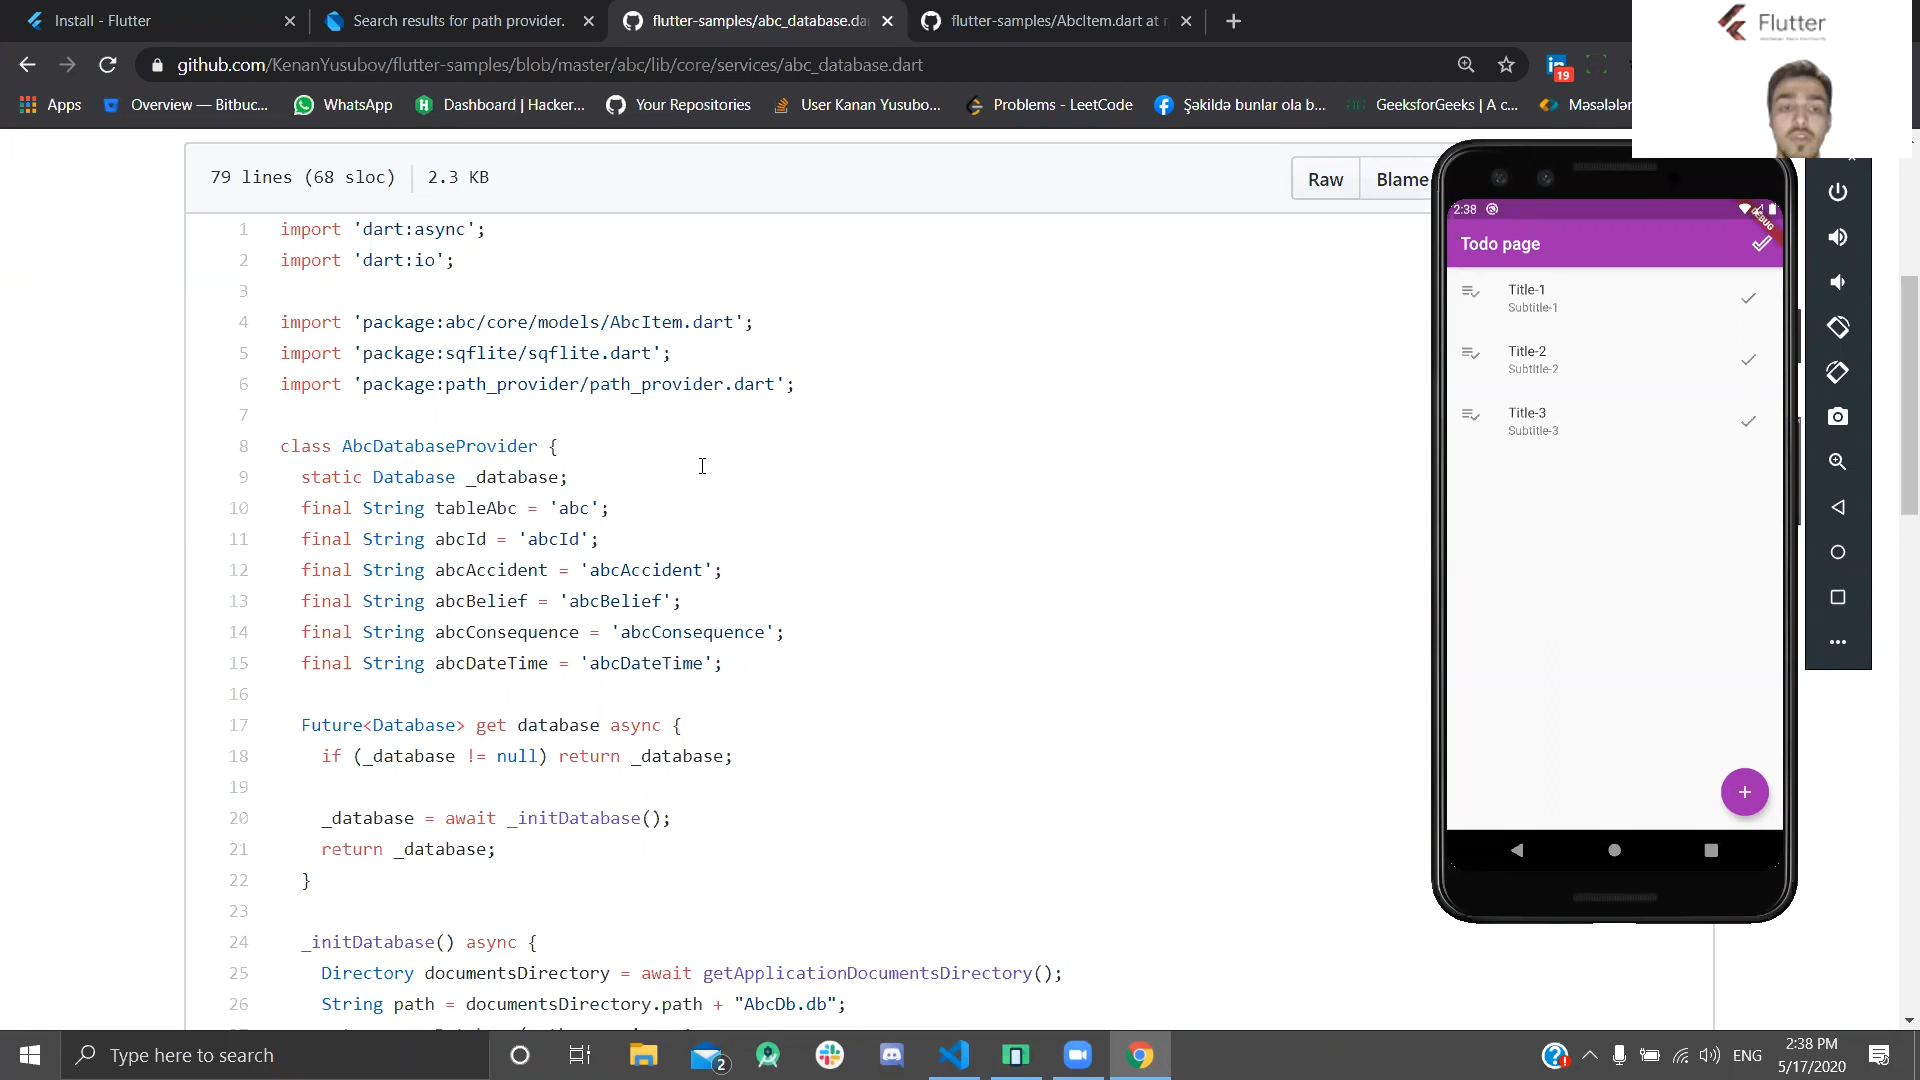 Install - Flutter
Search results for path provider.
flutter-samples/abc_database.da
flutter-samples/AbcItem.dart at
Flutter
github.com/KenanYusubov/flutter-samples/blob/master/abc/lib/core/services/abc_database.dart
in
19
Apps
Overview — Bitbuc...
WhatsApp
Dashboard | Hacker...
Your Repositories
User Kanan Yusubo...
Problems - LeetCode
Şəkildə bunlar ola b...
GeeksforGeeks | A c...
Məsələlər
79 lines (68 sloc)
2.3 KB
Raw
Blame
1 import 'dart:async';
2 import 'dart:io';
3
4 import 'package:abc/core/models/AbcItem.dart';
5 import 'package:sqflite/sqflite.dart';
6 import 'package:path_provider/path_provider.dart';
7
8 class AbcDatabaseProvider {
9 static Database _database;
10 final String tableAbc = 'abc';
11 final String abcId = 'abcId';
12 final String abcAccident = 'abcAccident';
13 final String abcBelief = 'abcBelief';
14 final String abcConsequence = 'abcConsequence';
15 final String abcDateTime = 'abcDateTime';
16
17 Future<Database> get database async {
18 if (_database != null) return _database;
19
20 _database = await _initDatabase();
21 return _database;
22 }
23
24 _initDatabase() async {
25 Directory documentsDirectory = await getApplicationDocumentsDirectory();
26 String path = documentsDirectory.path + "AbcDb.db";
2:38
DEBUG
Todo page
Title-1
Subtitle-1
Title-2
Subtitle-2
Title-3
Subtitle-3
Type here to search
2
ENG
2:38 PM
5/17/2020